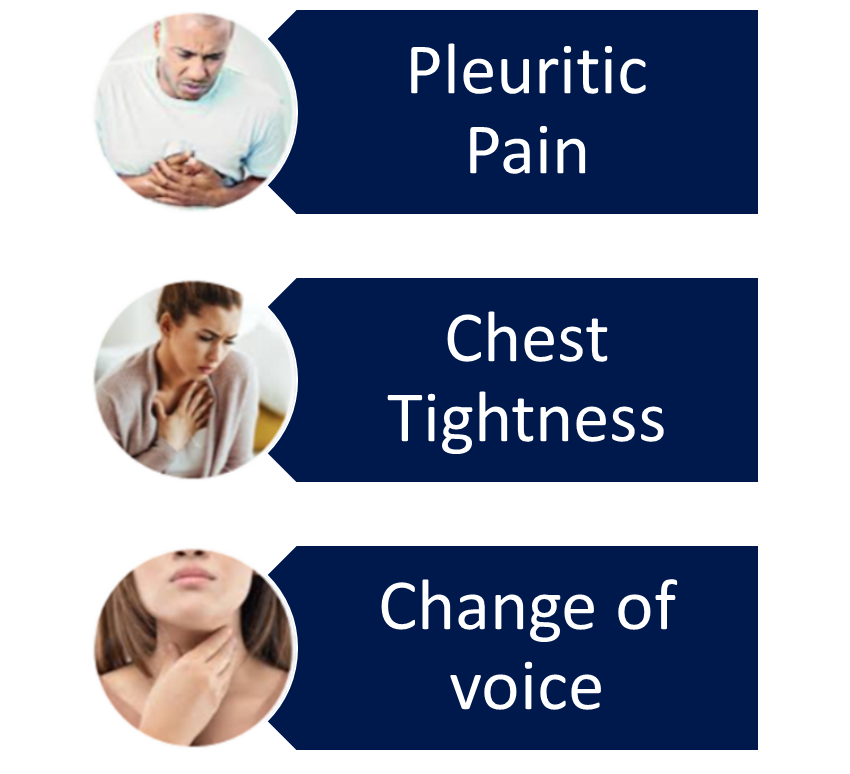 Pleuritic
Pain
Chest
Tightness
Change of
voice